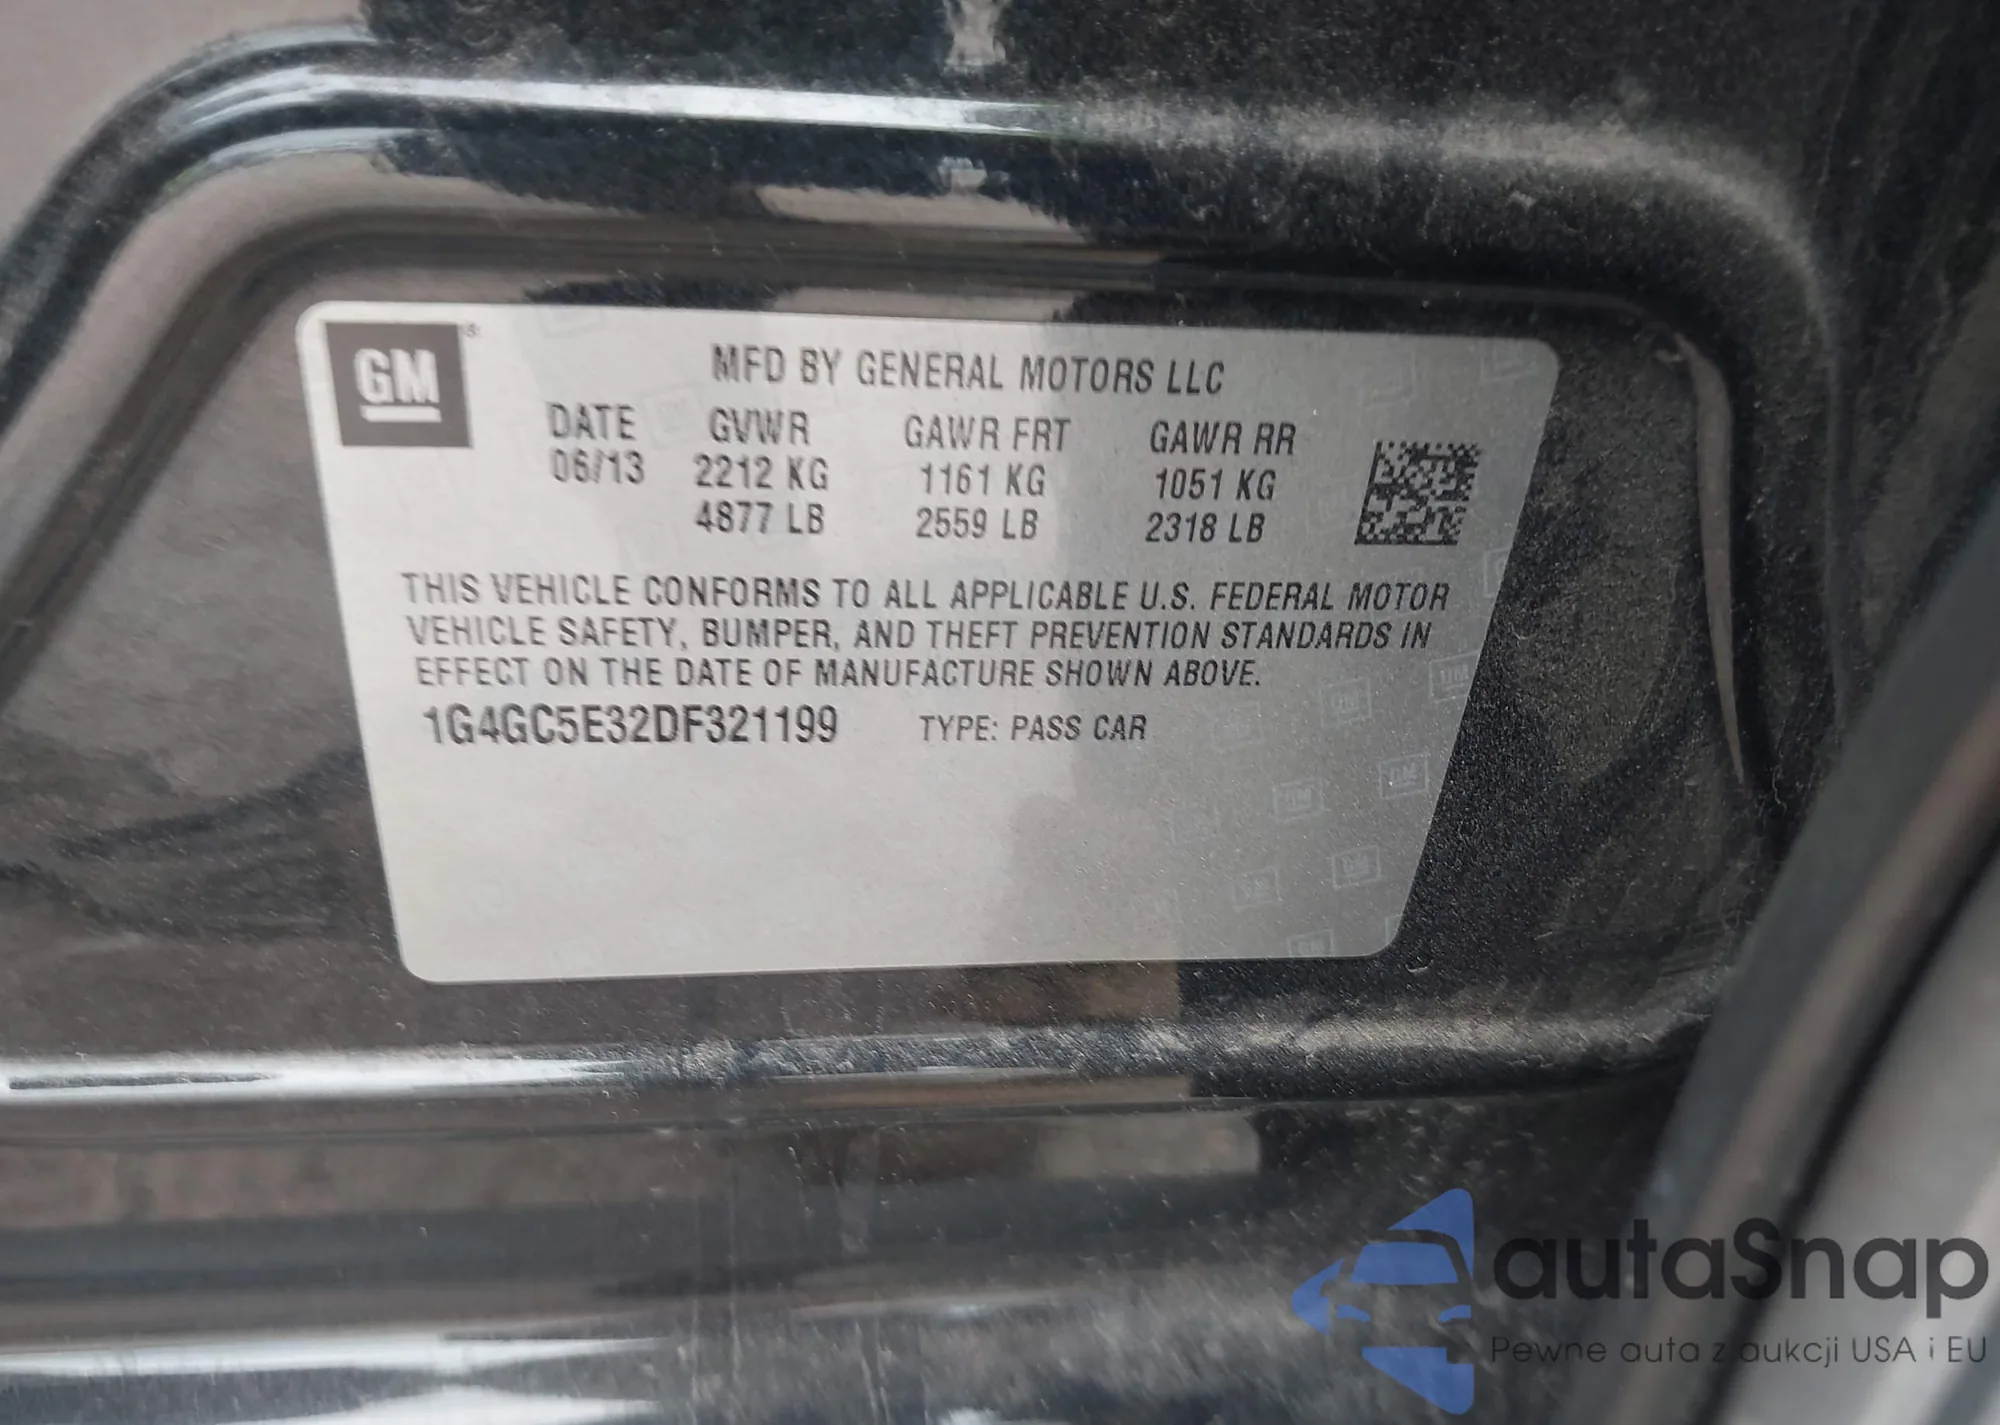 GM
MFD BY GENERAL MOTORS LLC
DATE GVWR GAWR FRT GAWR RR
06/13 2212 KG 1161 KG 1051 KG
4877 LB 2559 LB 2318 LB
THIS VEHICLE CONFORMS TO ALL APPLICABLE U.S. FEDERAL MOTOR
VEHICLE SAFETY, BUMPER, AND THEFT PREVENTION STANDARDS IN
EFFECT ON THE DATE OF MANUFACTURE SHOWN ABOVE.
1G4GC5E32DF321199 TYPE: PASS CAR
autaSnap
Pewne auta z aukcji USA i EU